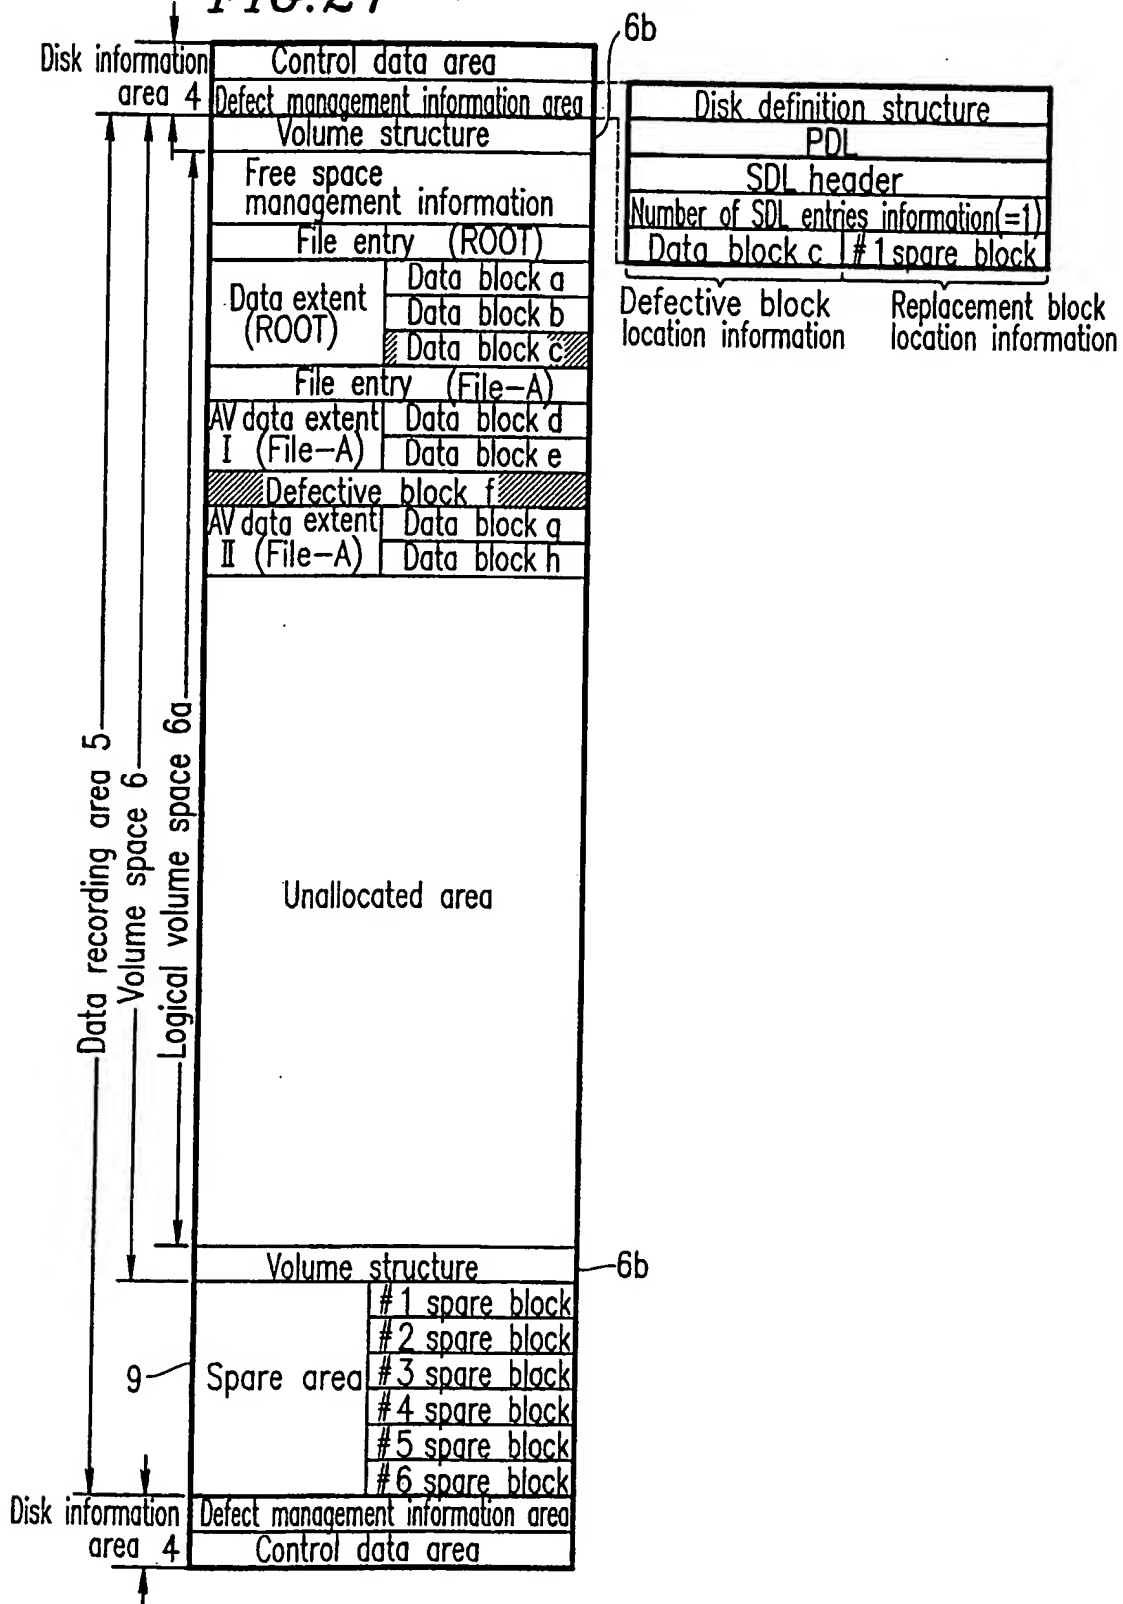 FIG. 27
6b
Disk information
area 4
Control data area
Defect management information area
Volume structure
Free space
management information
File entry (ROOT)
Data extent
(ROOT)
Data block a
Data block b
Data block c
File entry (File-A)
AV data extent
I (File-A)
Data block d
Data block e
Defective block f
AV data extent
II (File-A)
Data block g
Data block h
Disk definition structure
PDL
SDL header
Number of SDL entries information(=1)
Data block c
#1 spare block
Defective block
location information
Replacement block
location information
Data recording area 5
Volume space 6
Logical volume space 6a
Unallocated area
Volume structure
6b
9
Spare area
#1 spare block
#2 spare block
#3 spare block
#4 spare block
#5 spare block
#6 spare block
Disk information
area 4
Defect management information area
Control data area